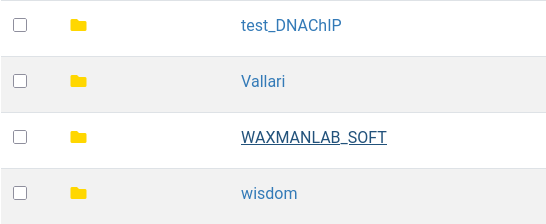 test_DNAChIP
Vallari
WAXMANLAB_SOFT
wisdom